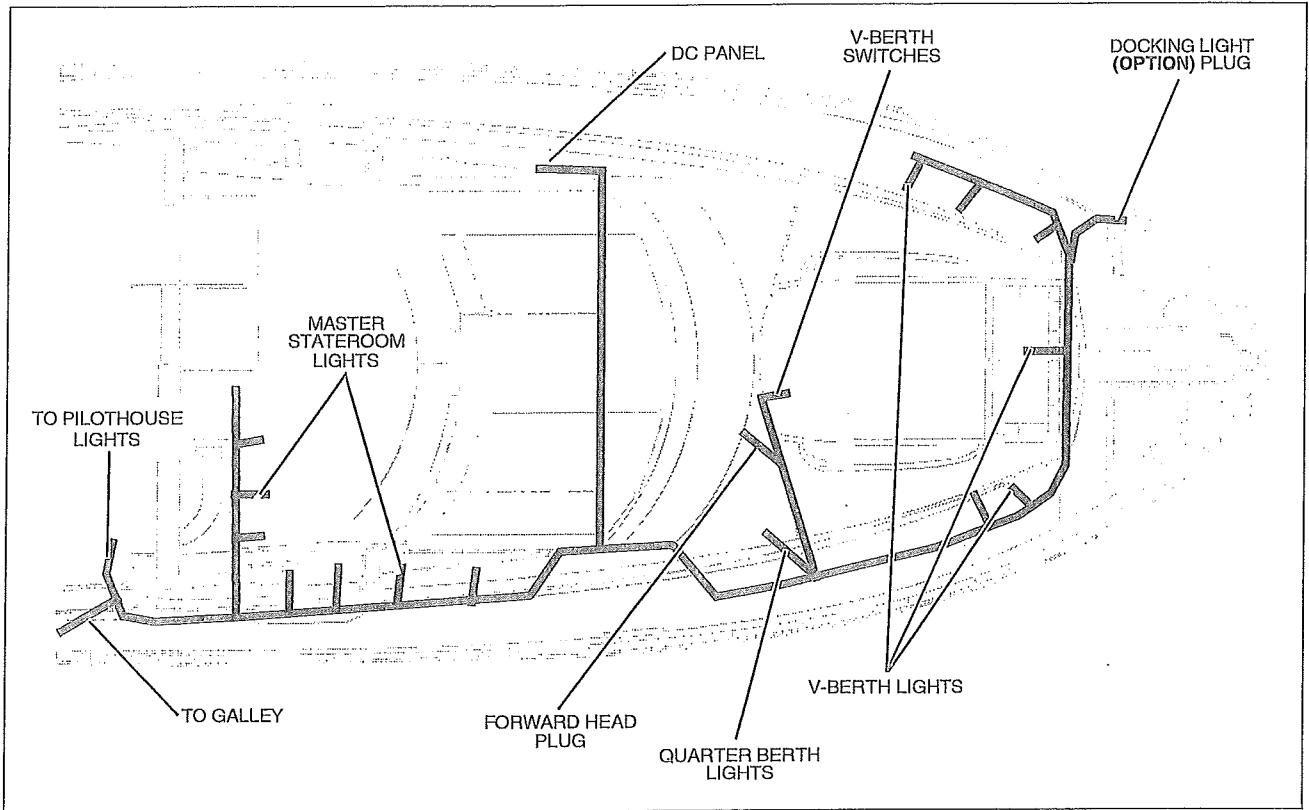 V-BERTH
SWITCHES
DC PANEL
DOCKING LIGHT
(OPTION) PLUG
MASTER
STATEROOM
LIGHTS
TO PILOTHOUSE
LIGHTS
TO GALLEY
FORWARD HEAD
PLUG
QUARTER BERTH
LIGHTS
V-BERTH LIGHTS